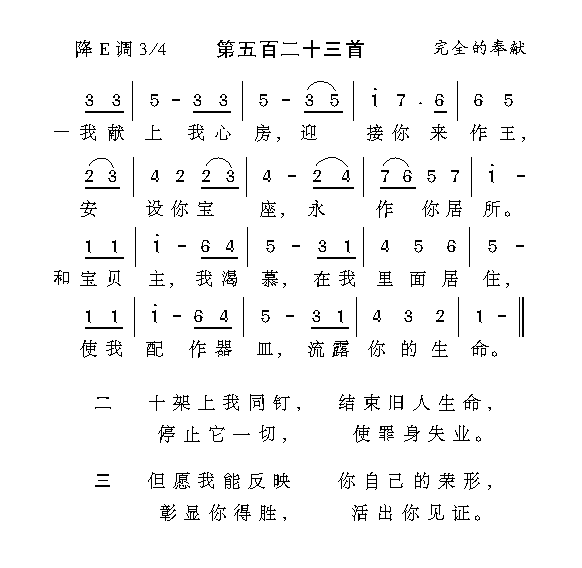 降E调 3/4 第五百二十三首 完全的奉献
3 3 | 5 - 3 3 | 5 - 3 5 | i 7 . 6 | 6 5
一我献 上 我心 房，迎 接你 来 作王，
2 3 | 4 2 2 3 | 4 - 2 4 | 7 6 5 7 | i -
安 设你宝 座，永 作 你居 所。
1 1 | i - 6 4 | 5 - 3 1 | 4 5 6 | 5 -
和宝贝 主，我渴 慕，在我 里面居 住，
1 1 | i - 6 4 | 5 - 3 1 | 4 3 2 | 1 - ‖
使我 配 作器 皿，流露 你的生 命。
二 十架上我同钉， 结束旧人生命，
停止它一切， 使罪身失业。
三 但愿我能反映 你自己的荣形，
彰显你得胜， 活出你见证。